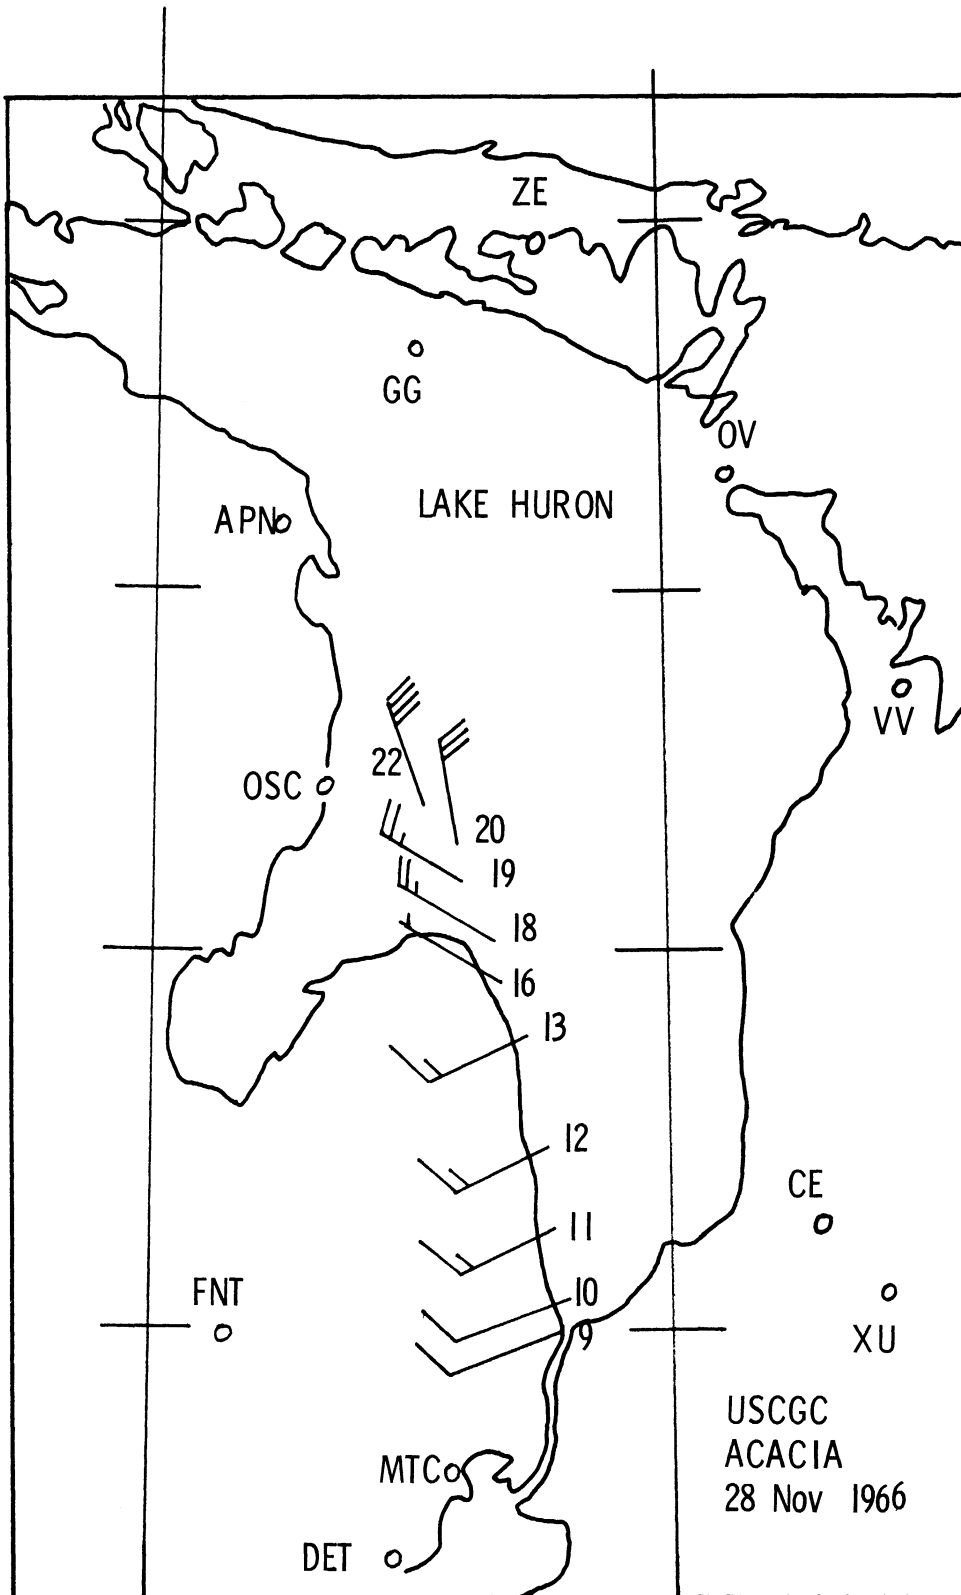 ZE
GG
OV
LAKE HURON
APN
VV
22
OSC
20
19
18
16
13
12
CE
11
FNT
10
9
XU
USCGC
ACACIA
MTC
28 Nov 1966
DET